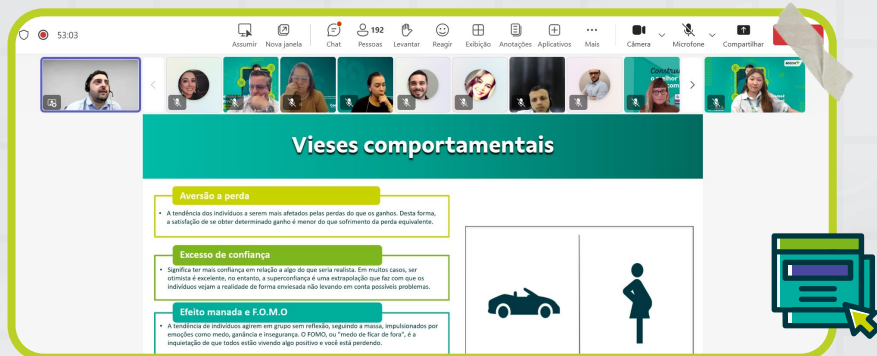 53:03
Assumir Nova janela Chat 192 Pessoas Levantar Reagir Exibição Anotações Aplicativos Mais Câmera Microfone Compartilhar
Vieses comportamentais
Aversão a perda
• A tendência dos indivíduos a serem mais afetados pelas perdas do que os ganhos. Desta forma,
a satisfação de se obter determinado ganho é menor do que sofrimento da perda equivalente.
Excesso de confiança
• Significa ter mais confiança em relação a algo do que seria realista. Em muitos casos, ser
otimista é excelente, no entanto, a superconfiança é uma extrapolação que faz com que os
indivíduos vejam a realidade de forma enviesada não levando em conta possíveis problemas.
Efeito manada e F.O.M.O
• A tendência de indivíduos agirem em grupo sem reflexão, seguindo a massa, impulsionados por
emoções como medo, ganância e insegurança. O FOMO, ou "medo de ficar de fora", é a
inquietação de que todos estão vivendo algo positivo e você está perdendo.